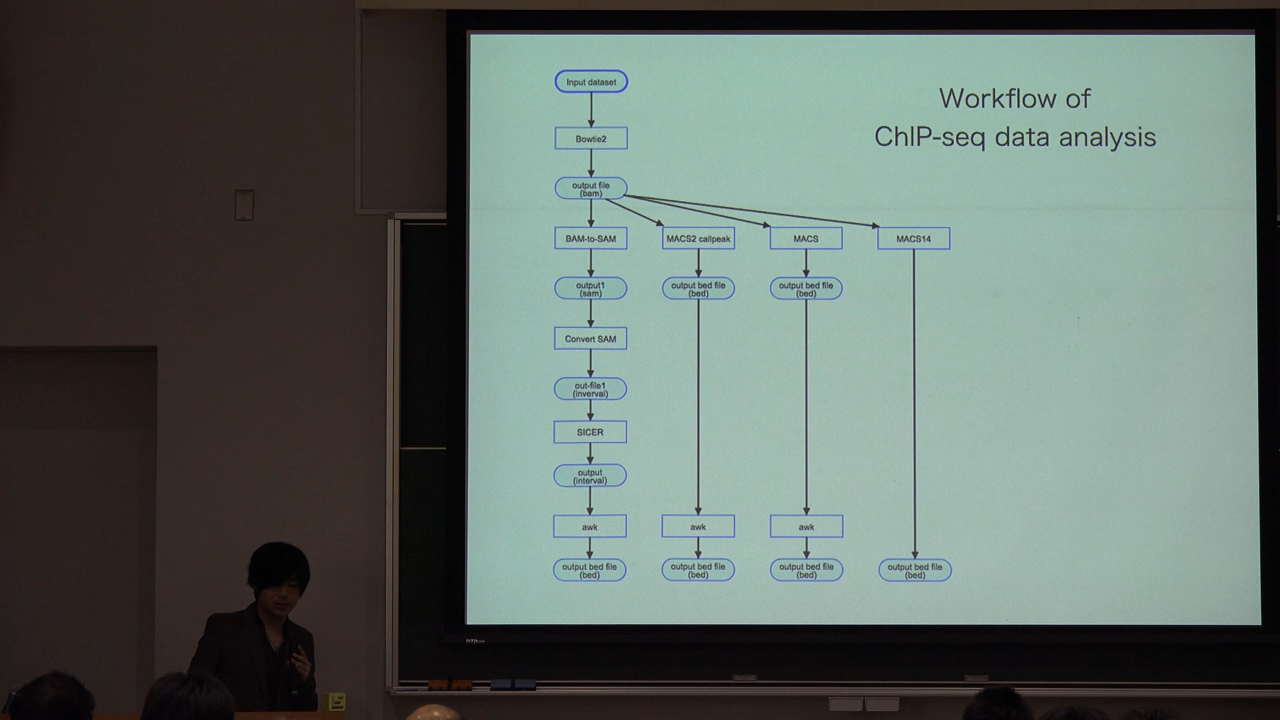 Workflow of
ChIP-seq data analysis
Input dataset
Bowtie2
output file
(bam)
BAM-to-SAM
MACS2 callpeak
MACS
MACS14
output1
(sam)
output bed file
(bed)
output bed file
(bed)
Convert SAM
out-file1
(inverval)
SICER
output
(interval)
awk
awk
awk
output bed file
(bed)
output bed file
(bed)
output bed file
(bed)
output bed file
(bed)